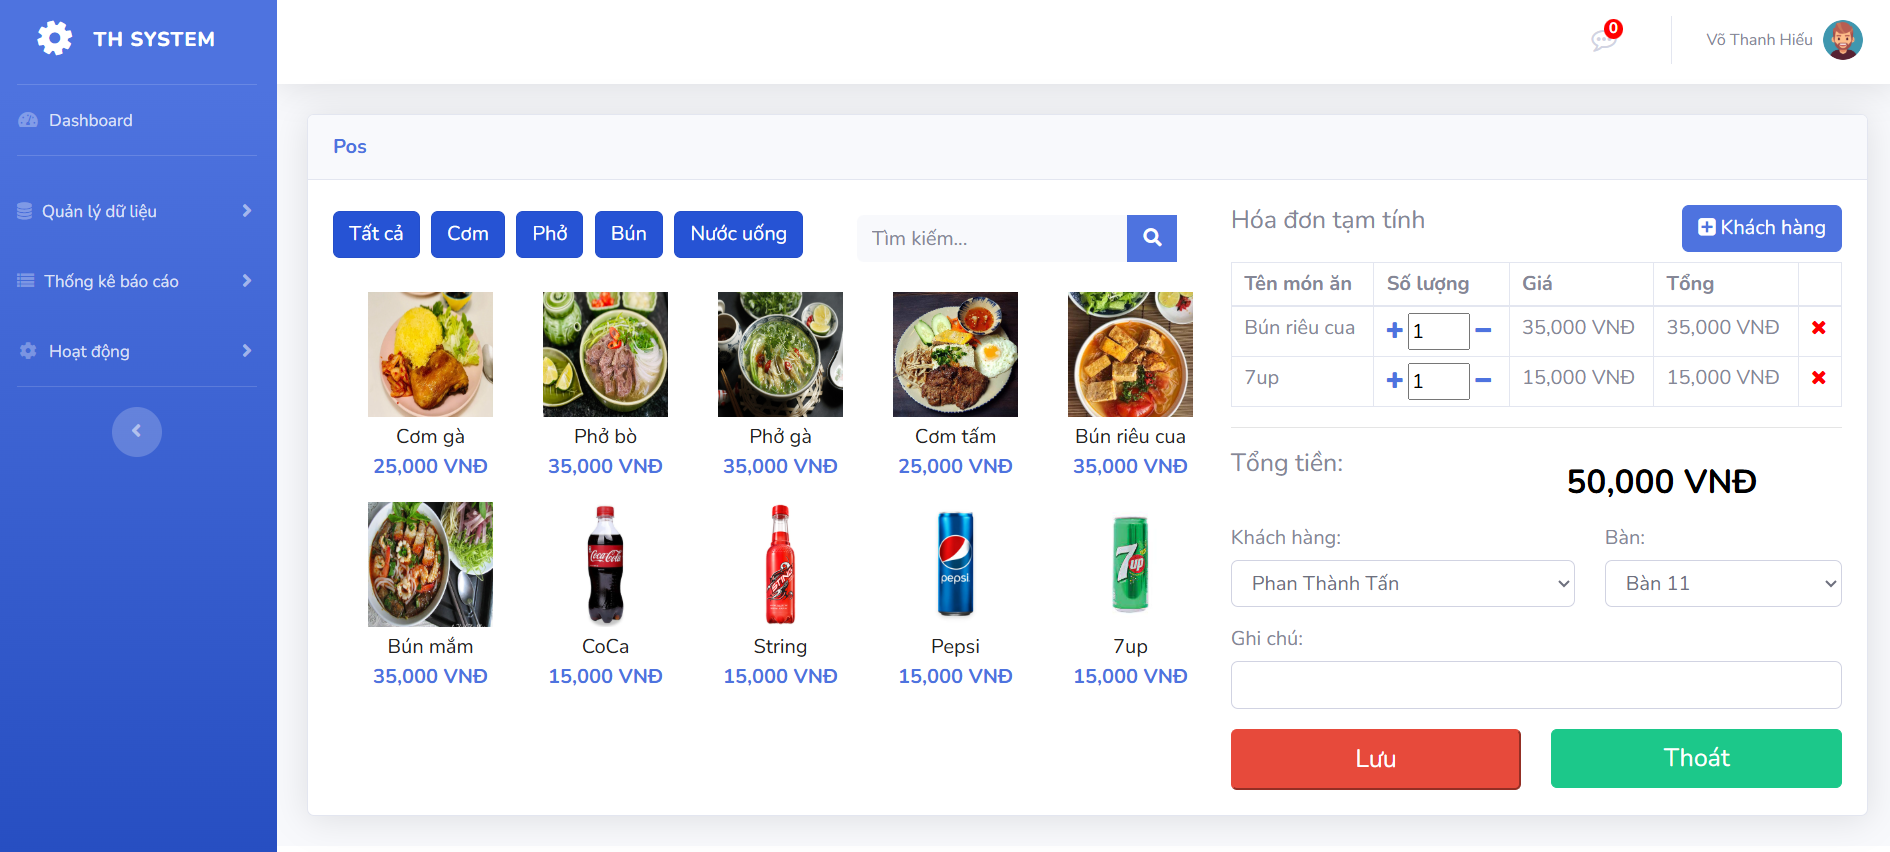 TH SYSTEM
Dashboard
Quản lý dữ liệu
Thống kê báo cáo
Hoạt động
0
Võ Thanh Hiếu
Pos
Tất cả Cơm Phở Bún Nước uống
Tìm kiếm...
Cơm gà Phở bò Phở gà Cơm tấm Bún riêu cua
25,000 VNĐ 35,000 VNĐ 35,000 VNĐ 25,000 VNĐ 35,000 VNĐ
Coca-Cola STING pepsi 7up
Bún mắm CoCa String Pepsi 7up
35,000 VNĐ 15,000 VNĐ 15,000 VNĐ 15,000 VNĐ 15,000 VNĐ
Hóa đơn tạm tính
Khách hàng
Tên món ăn Số lượng Giá Tổng
Bún riêu cua 1 35,000 VNĐ 35,000 VNĐ
7up 1 15,000 VNĐ 15,000 VNĐ
Tổng tiền:
50,000 VNĐ
Khách hàng: Bàn:
Phan Thành Tấn Bàn 11
Ghi chú:
Lưu Thoát